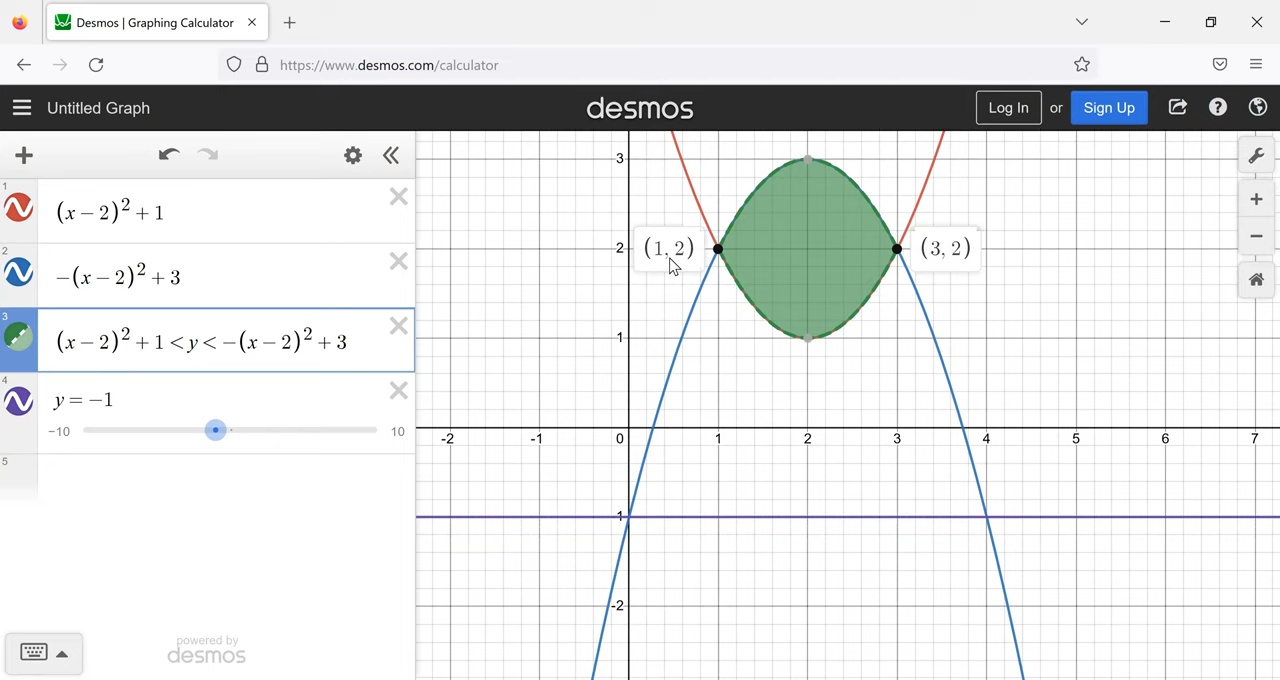 Desmos | Graphing Calculator
https://www.desmos.com/calculator
Untitled Graph
desmos
Log In or Sign Up
1
(x − 2)² + 1
2
−(x − 2)² + 3
3
(x − 2)² + 1 < y < −(x − 2)² + 3
4
y = −1
−10
10
5
powered by
desmos
3
2
(1, 2)
(3, 2)
1
-2 -1 0 1 2 3 4 5 6 7
-1
-2